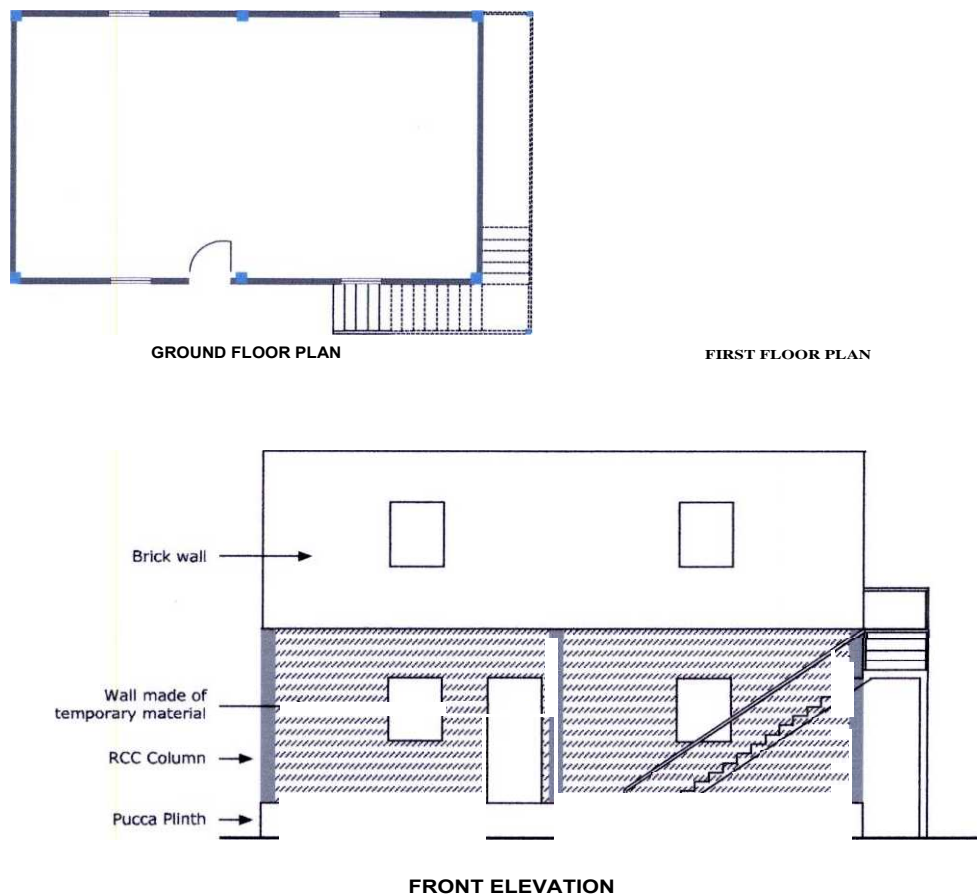 GROUND FLOOR PLAN
FIRST FLOOR PLAN
Brick wall
Wall made of
temporary material
RCC Column
Pucca Plinth
FRONT ELEVATION